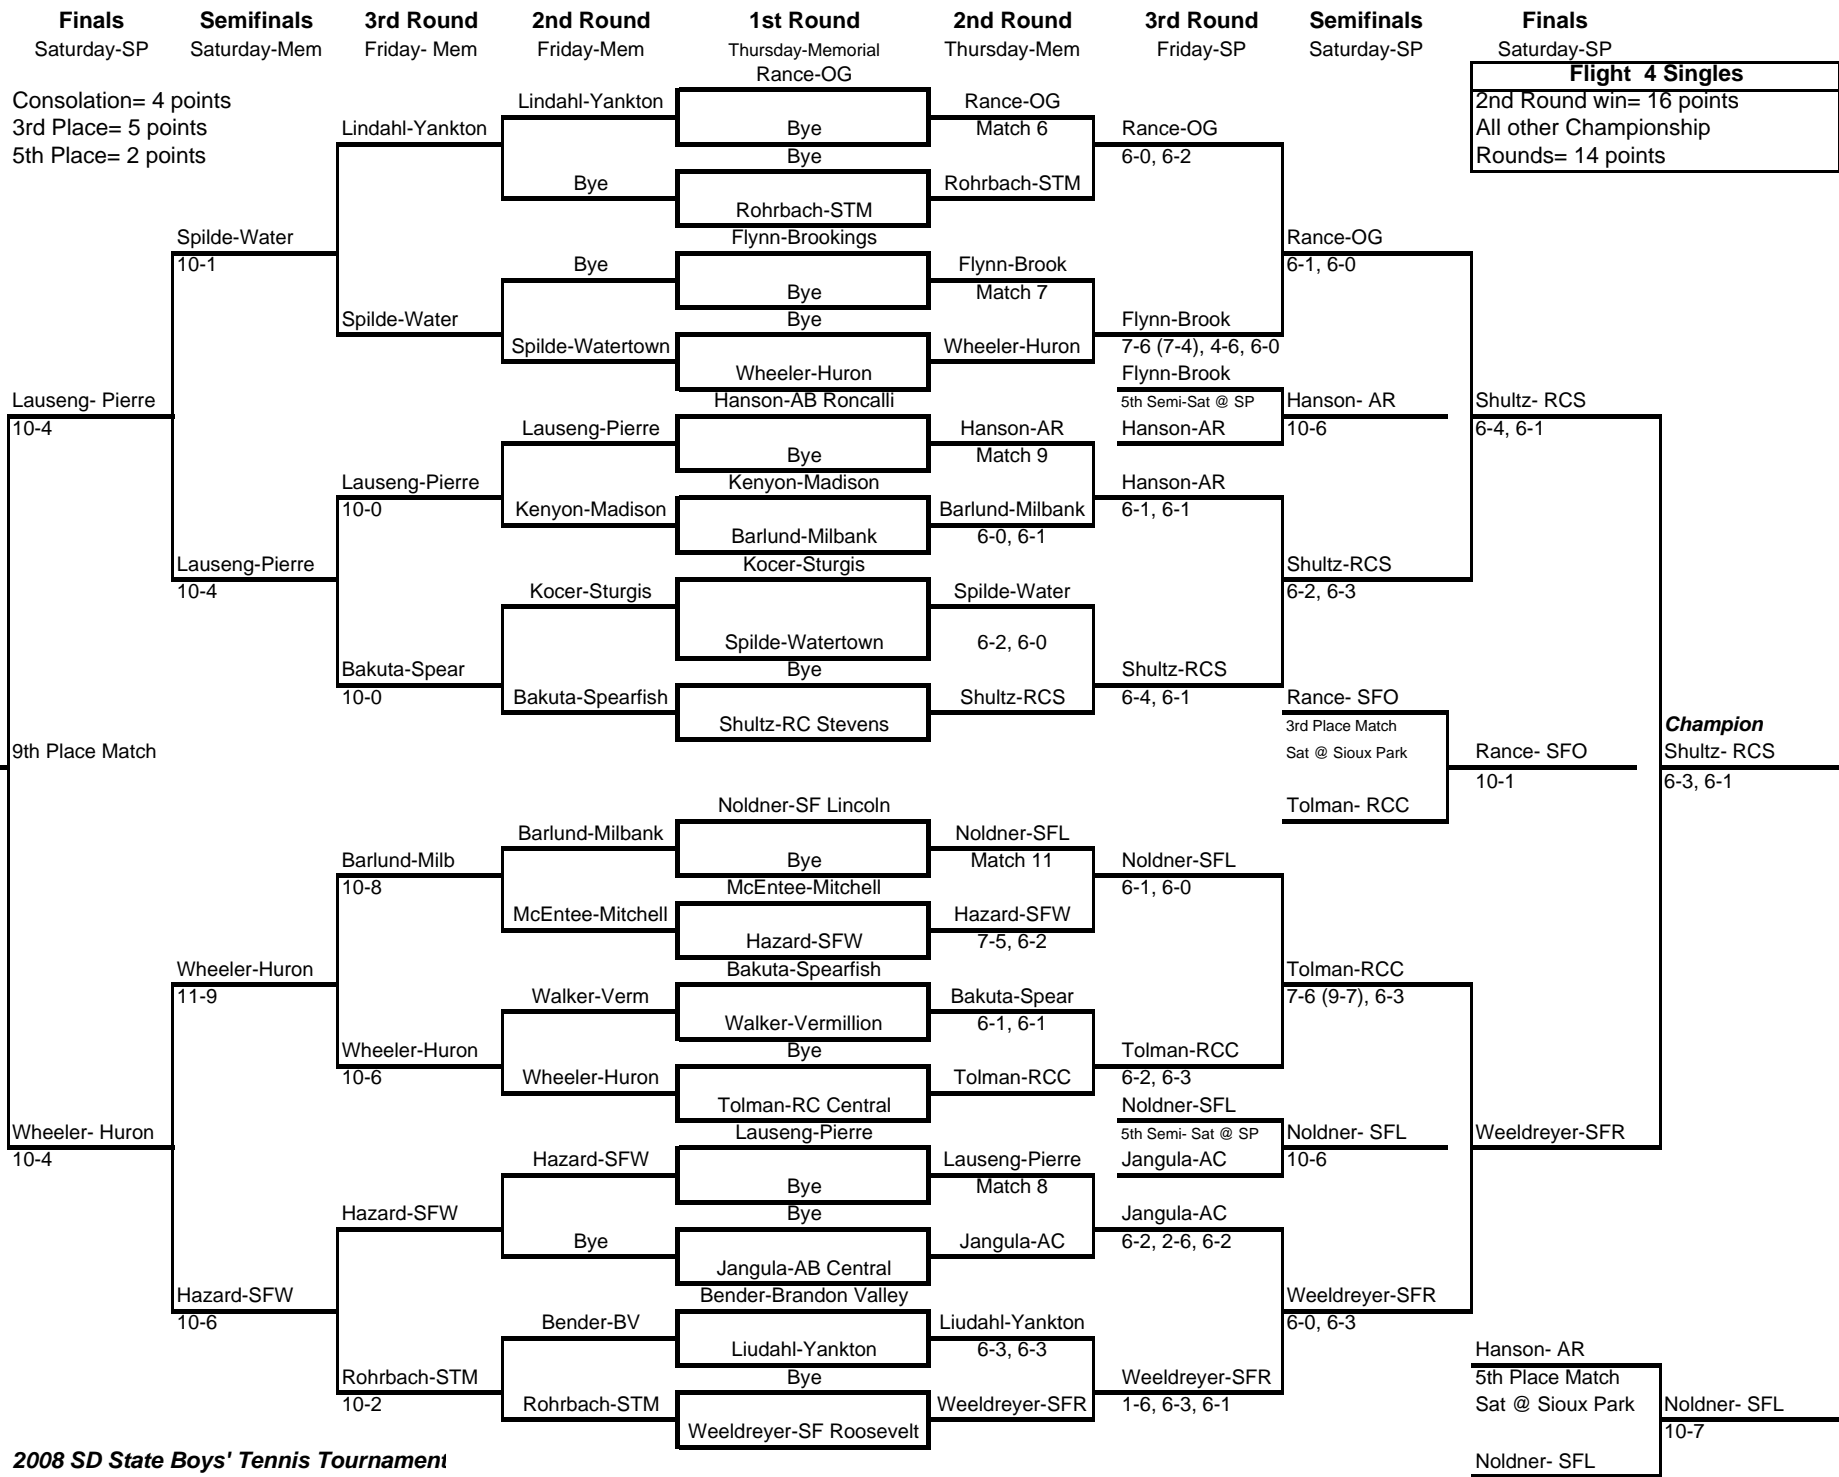 Finals Semifinals 3rd Round 2nd Round 1st Round 2nd Round 3rd Round Semifinals Finals
Saturday-SP Saturday-Mem Friday- Mem Friday-Mem Thursday-Memorial Thursday-Mem Friday-SP Saturday-SP Saturday-SP
Rance-OG Flight 4 Singles
Consolation= 4 points Lindahl-Yankton Rance-OG 2nd Round win= 16 points
3rd Place= 5 points Lindahl-Yankton Bye Match 6 Rance-OG All other Championship
5th Place= 2 points Bye 6-0, 6-2 Rounds= 14 points
Bye Rohrbach-STM
Rohrbach-STM
Spilde-Water Flynn-Brookings Rance-OG
10-1 Bye Flynn-Brook 6-1, 6-0
Bye Match 7
Spilde-Water Bye Flynn-Brook
Spilde-Watertown Wheeler-Huron 7-6 (7-4), 4-6, 6-0
Wheeler-Huron Flynn-Brook
Lauseng- Pierre Hanson-AB Roncalli 5th Semi-Sat @ SP Hanson- AR Shultz- RCS
10-4 Lauseng-Pierre Hanson-AR Hanson-AR 10-6 6-4, 6-1
Bye Match 9
Lauseng-Pierre Kenyon-Madison Hanson-AR
10-0 Kenyon-Madison Barlund-Milbank 6-1, 6-1
Barlund-Milbank 6-0, 6-1
Lauseng-Pierre Kocer-Sturgis Shultz-RCS
10-4 Kocer-Sturgis Spilde-Water 6-2, 6-3
Spilde-Watertown 6-2, 6-0
Bakuta-Spear Bye Shultz-RCS
10-0 Bakuta-Spearfish Shultz-RCS 6-4, 6-1 Rance- SFO
Shultz-RC Stevens 3rd Place Match Champion
9th Place Match Sat @ Sioux Park Rance- SFO Shultz- RCS
10-1 6-3, 6-1
Noldner-SF Lincoln Tolman- RCC
Barlund-Milbank Noldner-SFL
Barlund-Milb Bye Match 11 Noldner-SFL
10-8 McEntee-Mitchell 6-1, 6-0
McEntee-Mitchell Hazard-SFW
Hazard-SFW 7-5, 6-2
Wheeler-Huron Bakuta-Spearfish Tolman-RCC
11-9 Walker-Verm Bakuta-Spear 7-6 (9-7), 6-3
Walker-Vermillion 6-1, 6-1
Wheeler-Huron Bye Tolman-RCC
10-6 Wheeler-Huron Tolman-RCC 6-2, 6-3
Tolman-RC Central Noldner-SFL
Wheeler- Huron Lauseng-Pierre 5th Semi- Sat @ SP Noldner- SFL Weeldreyer-SFR
10-4 Hazard-SFW Lauseng-Pierre Jangula-AC 10-6
Bye Match 8
Hazard-SFW Bye Jangula-AC
Bye Jangula-AC 6-2, 2-6, 6-2
Jangula-AB Central
Hazard-SFW Bender-Brandon Valley Weeldreyer-SFR
10-6 Bender-BV Liudahl-Yankton 6-0, 6-3
Liudahl-Yankton 6-3, 6-3 Hanson- AR
Rohrbach-STM Bye Weeldreyer-SFR 5th Place Match
10-2 Rohrbach-STM Weeldreyer-SFR 1-6, 6-3, 6-1 Sat @ Sioux Park Noldner- SFL
Weeldreyer-SF Roosevelt 10-7
2008 SD State Boys' Tennis Tournament Noldner- SFL